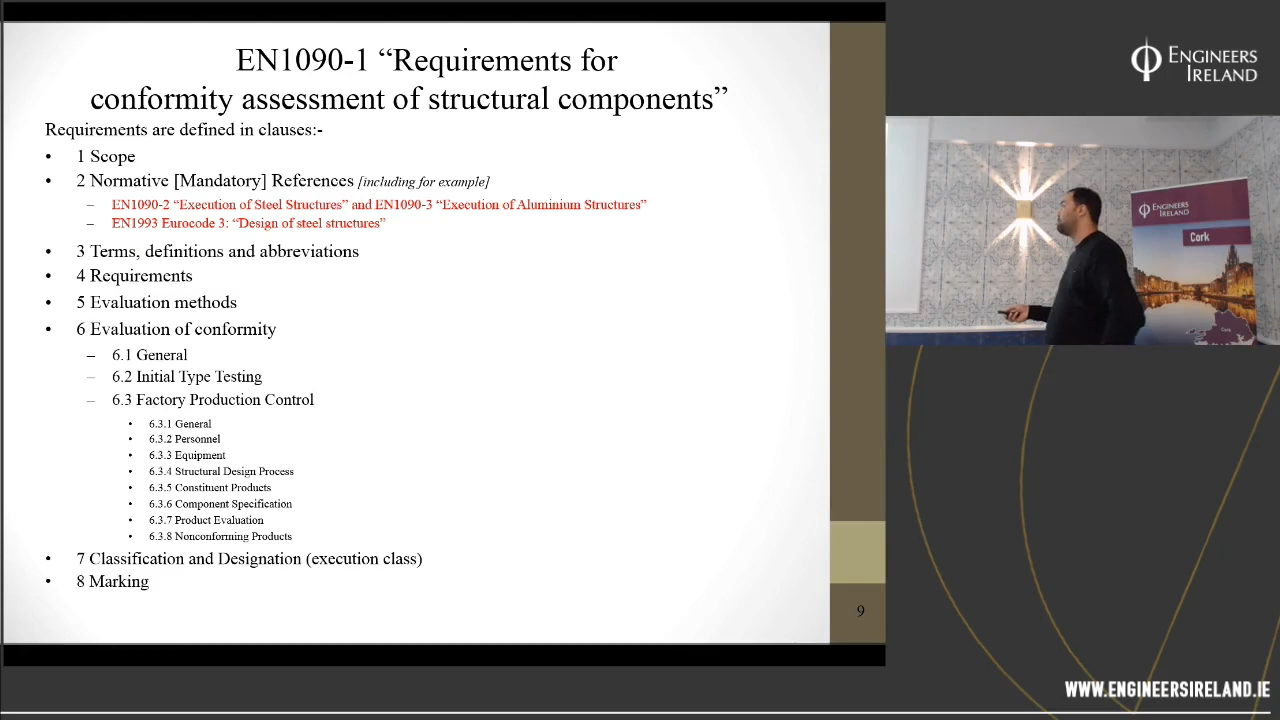 EN1090-1 “Requirements for
conformity assessment of structural components”
Requirements are defined in clauses:-
• 1 Scope
• 2 Normative [Mandatory] References [including for example]
– EN1090-2 “Execution of Steel Structures” and EN1090-3 “Execution of Aluminium Structures”
– EN1993 Eurocode 3: “Design of steel structures”
• 3 Terms, definitions and abbreviations
• 4 Requirements
• 5 Evaluation methods
• 6 Evaluation of conformity
– 6.1 General
– 6.2 Initial Type Testing
– 6.3 Factory Production Control
• 6.3.1 General
• 6.3.2 Personnel
• 6.3.3 Equipment
• 6.3.4 Structural Design Process
• 6.3.5 Constituent Products
• 6.3.6 Component Specification
• 6.3.7 Product Evaluation
• 6.3.8 Nonconforming Products
• 7 Classification and Designation (execution class)
• 8 Marking
9
ENGINEERS
IRELAND
ENGINEERS
IRELAND
Cork
WWW.ENGINEERSIRELAND.IE